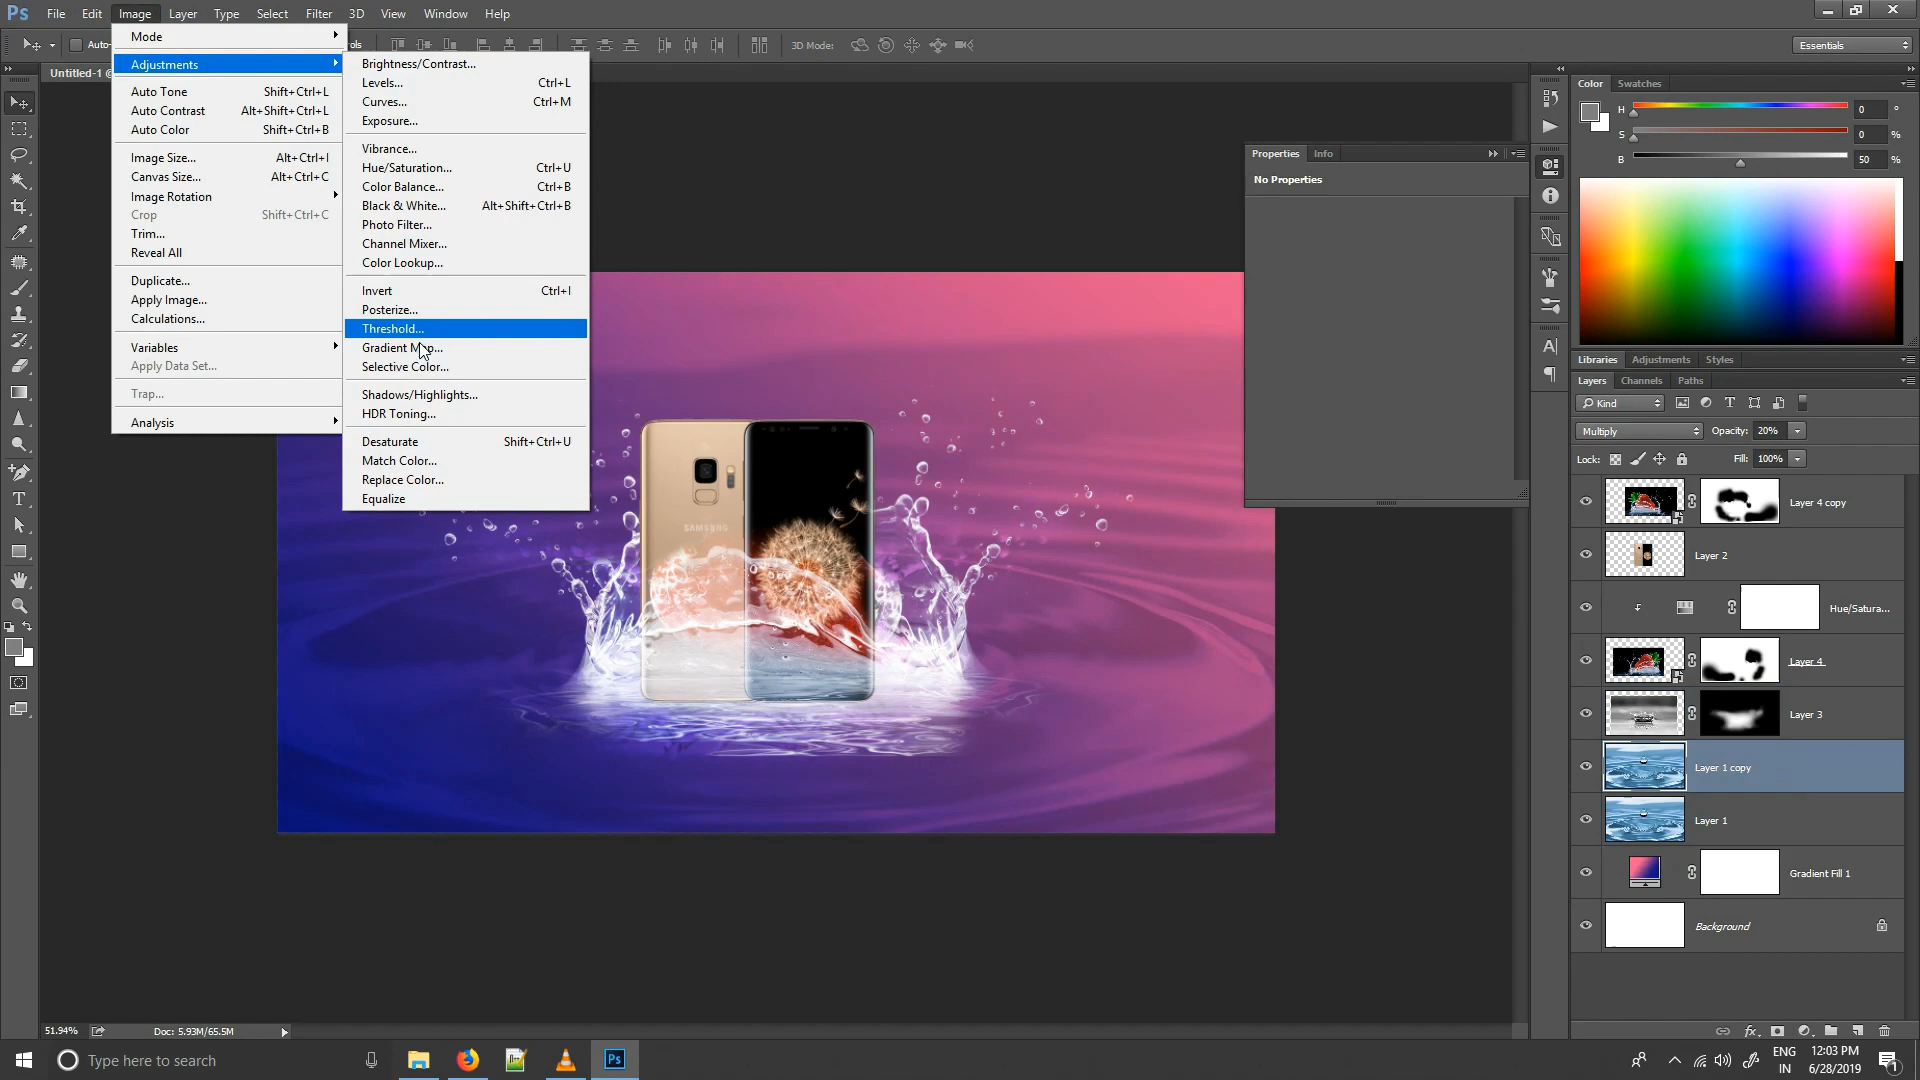 Ps File Edit Image Layer Type Select Filter 3D View Window Help
Auto- ols 3D Mode: Essentials
Untitled-1 @
Mode
Adjustments
Auto Tone Shift+Ctrl+L
Auto Contrast Alt+Shift+Ctrl+L
Auto Color Shift+Ctrl+B
Image Size... Alt+Ctrl+I
Canvas Size... Alt+Ctrl+C
Image Rotation
Crop Shift+Ctrl+C
Trim...
Reveal All
Duplicate...
Apply Image...
Calculations...
Variables
Apply Data Set...
Trap...
Analysis
Brightness/Contrast...
Levels... Ctrl+L
Curves... Ctrl+M
Exposure...
Vibrance...
Hue/Saturation... Ctrl+U
Color Balance... Ctrl+B
Black & White... Alt+Shift+Ctrl+B
Photo Filter...
Channel Mixer...
Color Lookup...
Invert Ctrl+I
Posterize...
Threshold...
Gradient Map...
Selective Color...
Shadows/Highlights...
HDR Toning...
Desaturate Shift+Ctrl+U
Match Color...
Replace Color...
Equalize
SAMSUNG
Properties Info
No Properties
Color Swatches
H 0 °
S 0 %
B 50 %
Libraries Adjustments Styles
Layers Channels Paths
Kind
Multiply Opacity: 20%
Lock: Fill: 100%
Layer 4 copy
Layer 2
Hue/Satura...
Layer 4
Layer 3
Layer 1 copy
Layer 1
Gradient Fill 1
Background
51.94% Doc: 5.93M/65.5M
Type here to search
Ps
ENG
IN
12:03 PM
6/28/2019
1